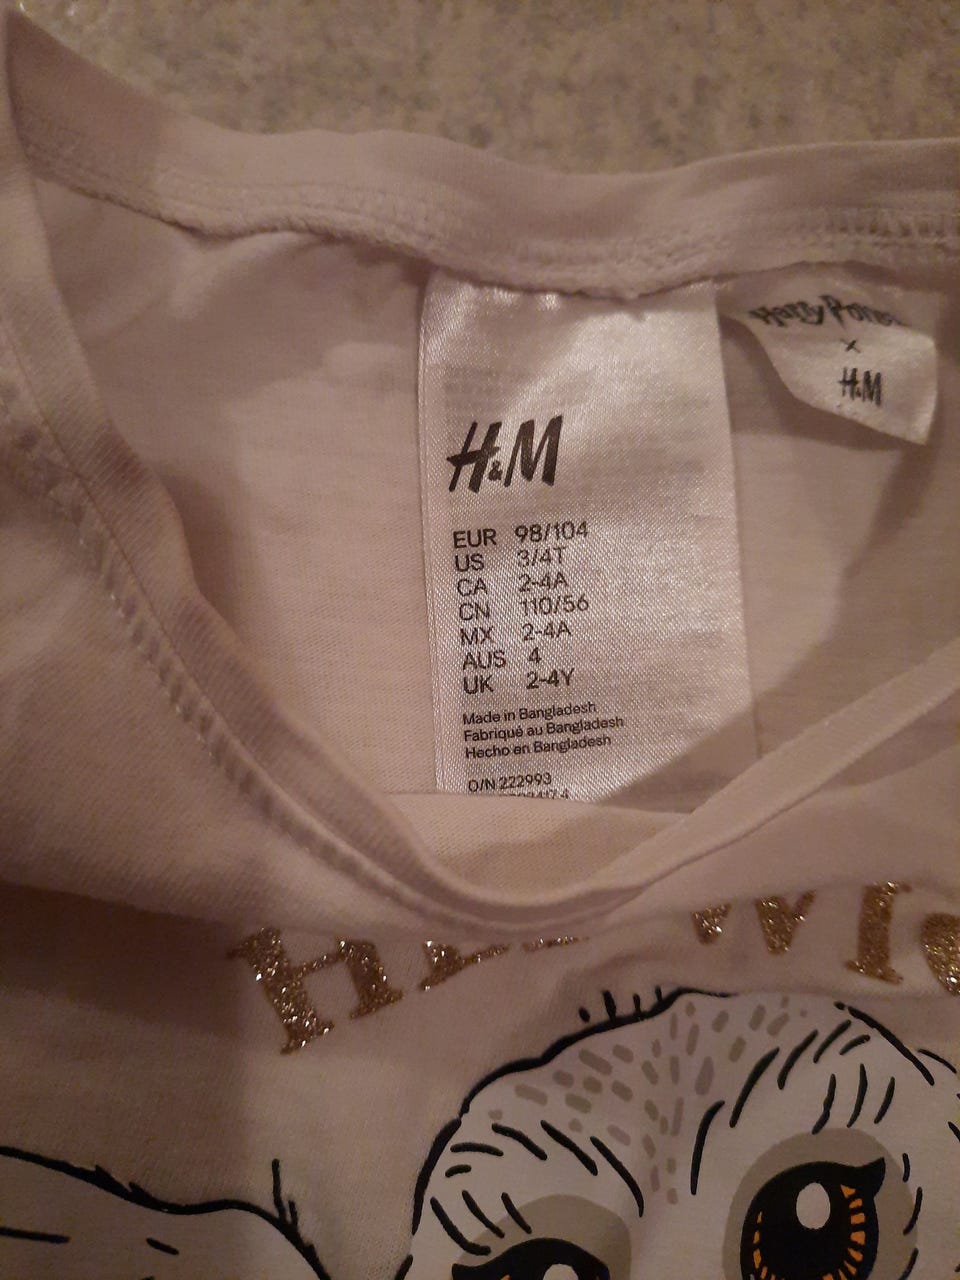 Harry Potter
x
H&M
H&M
EUR 98/104
US 3/4T
CA 2-4A
CN 110/56
MX 2-4A
AUS 4
UK 2-4Y
Made in Bangladesh
Fabriqué au Bangladesh
Hecho en Bangladesh
O/N 222993